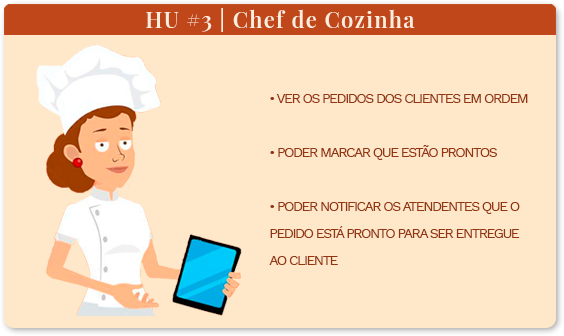 HU #3 | Chef de Cozinha
• VER OS PEDIDOS DOS CLIENTES EM ORDEM
• PODER MARCAR QUE ESTÃO PRONTOS
• PODER NOTIFICAR OS ATENDENTES QUE O
PEDIDO ESTÁ PRONTO PARA SER ENTREGUE
AO CLIENTE